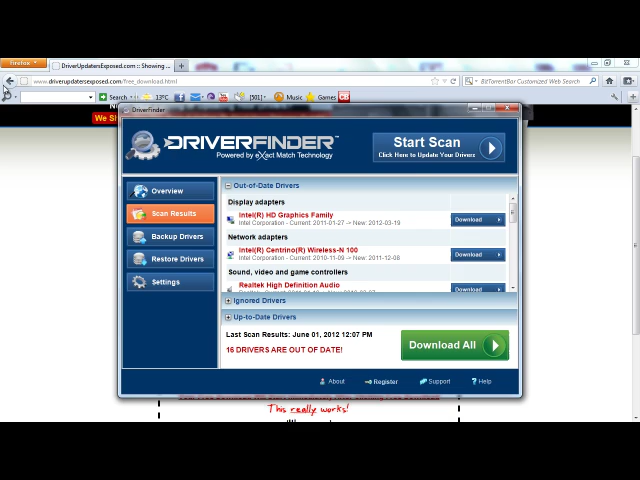 Firefox
DriverUpdatersExposed.com :: Showing ...
www.driverupdatersexposed.com/free_download.html
BitTorrentBar Customized Web Search
Search
13°C
[501]
Music
Games
We S
DriverFinder
DRIVERFINDER™
Powered by eXact Match Technology
Start Scan
Click Here to Update Your Drivers
Overview
Scan Results
Backup Drivers
Restore Drivers
Settings
Out-of-Date Drivers
Display adapters
Intel(R) HD Graphics Family
Intel Corporation - Current: 2011-01-27 -> New: 2012-03-19
Download
Network adapters
Intel(R) Centrino(R) Wireless-N 100
Intel Corporation - Current: 2010-11-09 -> New: 2011-12-08
Download
Sound, video and game controllers
Realtek High Definition Audio
Download
Ignored Drivers
Up-to-Date Drivers
Last Scan Results: June 01, 2012 12:07 PM
16 DRIVERS ARE OUT OF DATE!
Download All
About
Register
Support
Help
This really works!